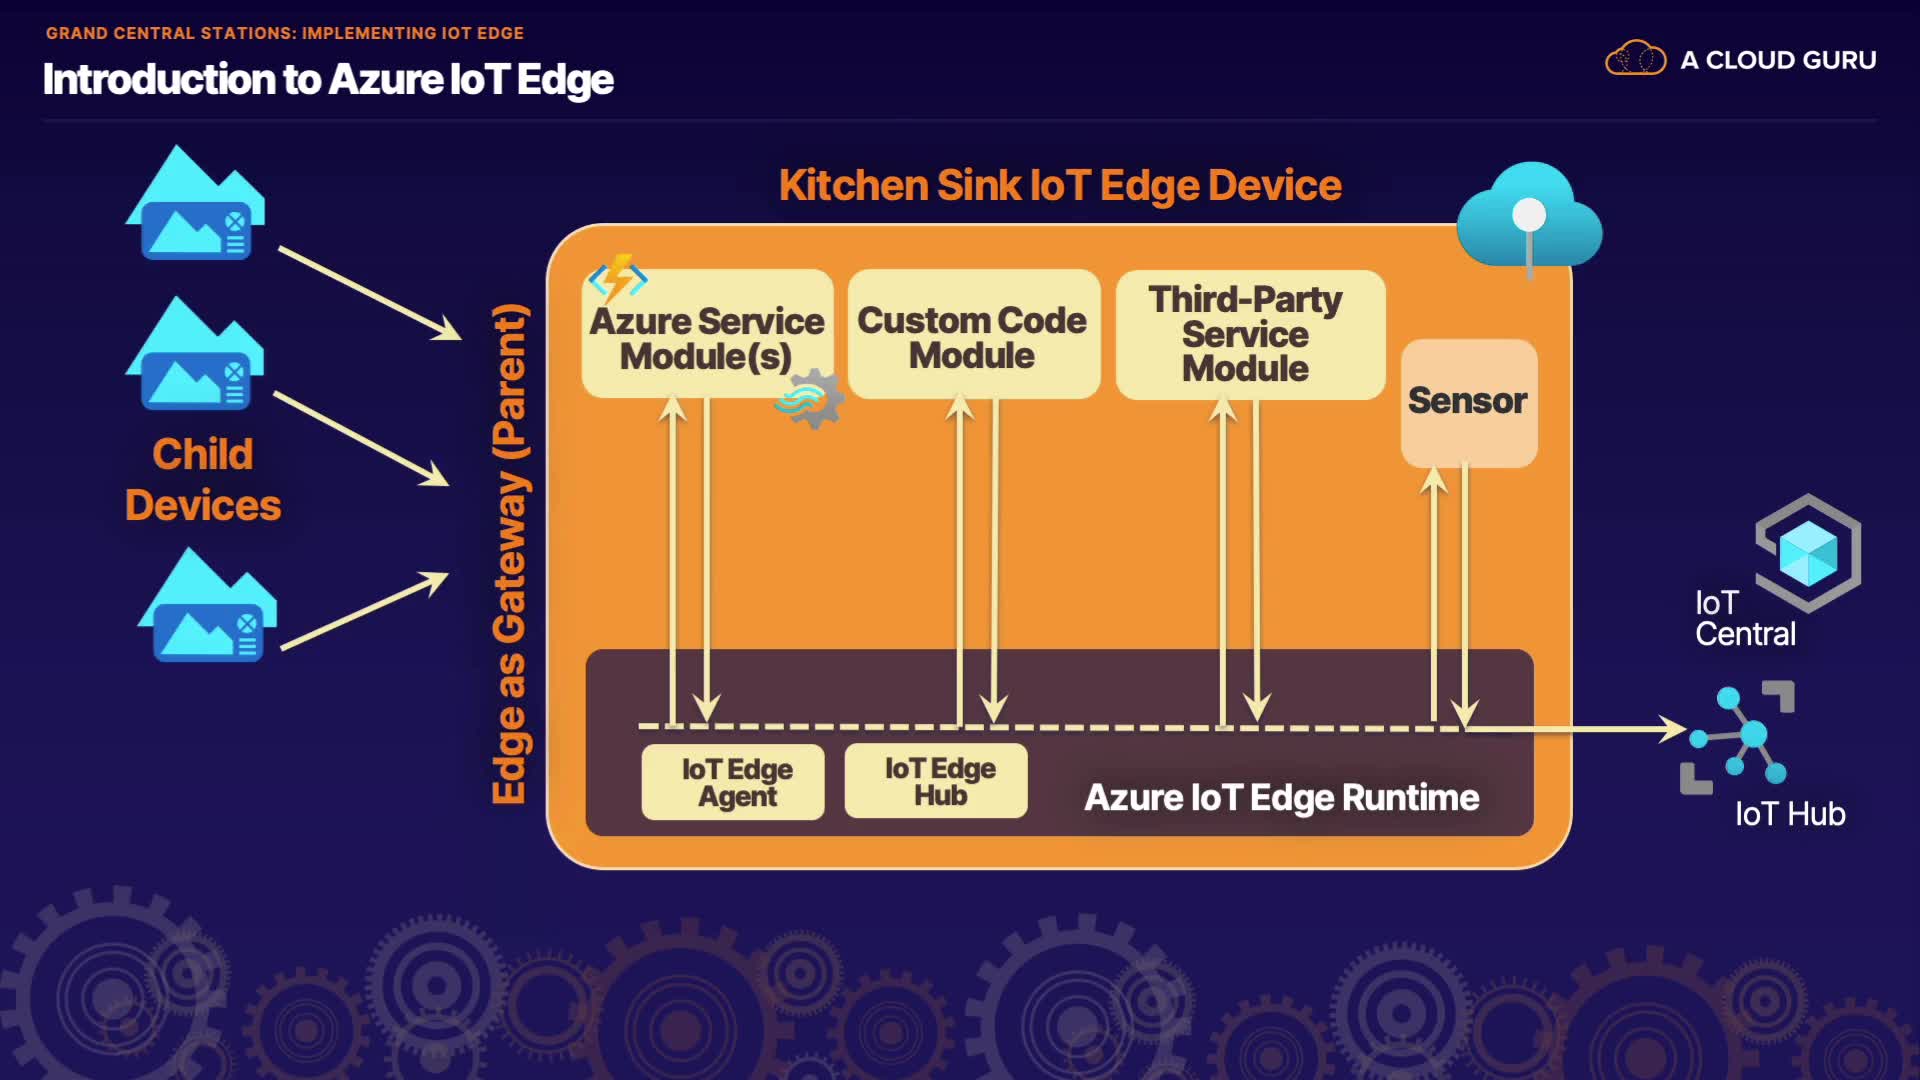 GRAND CENTRAL STATIONS: IMPLEMENTING IOT EDGE
Introduction to Azure IoT Edge
A CLOUD GURU
Kitchen Sink IoT Edge Device
Child
Devices
Edge as Gateway (Parent)
Azure Service
Module(s)
Custom Code
Module
Third-Party
Service
Module
Sensor
IoT Edge
Agent
IoT Edge
Hub
Azure IoT Edge Runtime
IoT
Central
IoT Hub